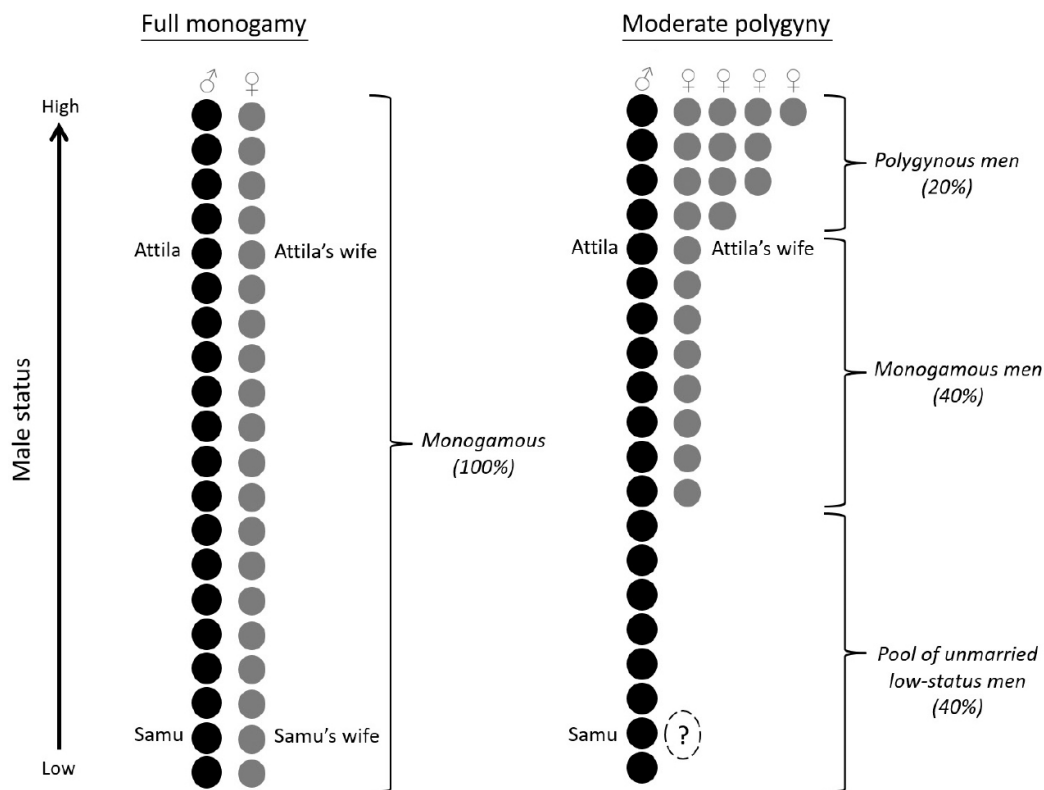 Full monogamy
Moderate polygyny
♂ ♀
♂ ♀ ♀ ♀ ♀
High
Male status
Low
Attila
Attila's wife
Monogamous
(100%)
Samu
Samu's wife
Polygynous men
(20%)
Attila
Attila's wife
Monogamous men
(40%)
Pool of unmarried
low-status men
(40%)
Samu
?